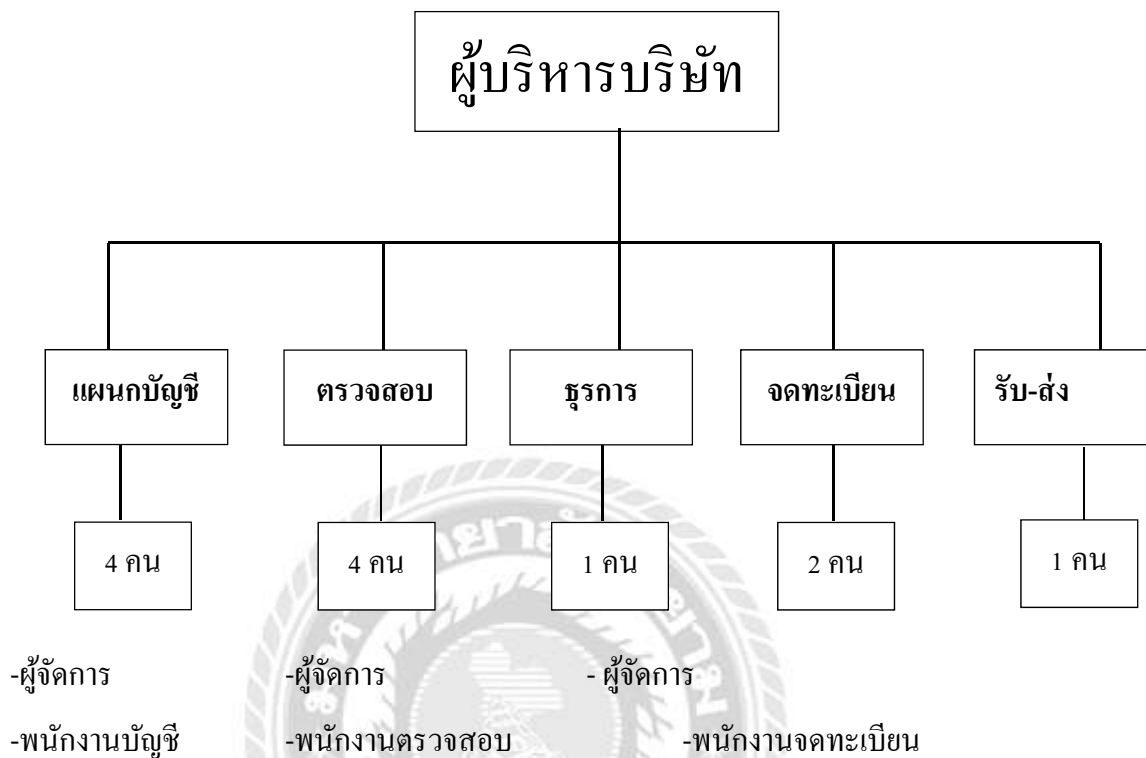 ผู้บริหารบริษัท
แผนกบัญชี ตรวจสอบ ธุรการ จดทะเบียน รับ-ส่ง
4 คน 4 คน 1 คน 2 คน 1 คน
-ผู้จัดการ -ผู้จัดการ - ผู้จัดการ
-พนักงานบัญชี -พนักงานตรวจสอบ -พนักงานจดทะเบียน